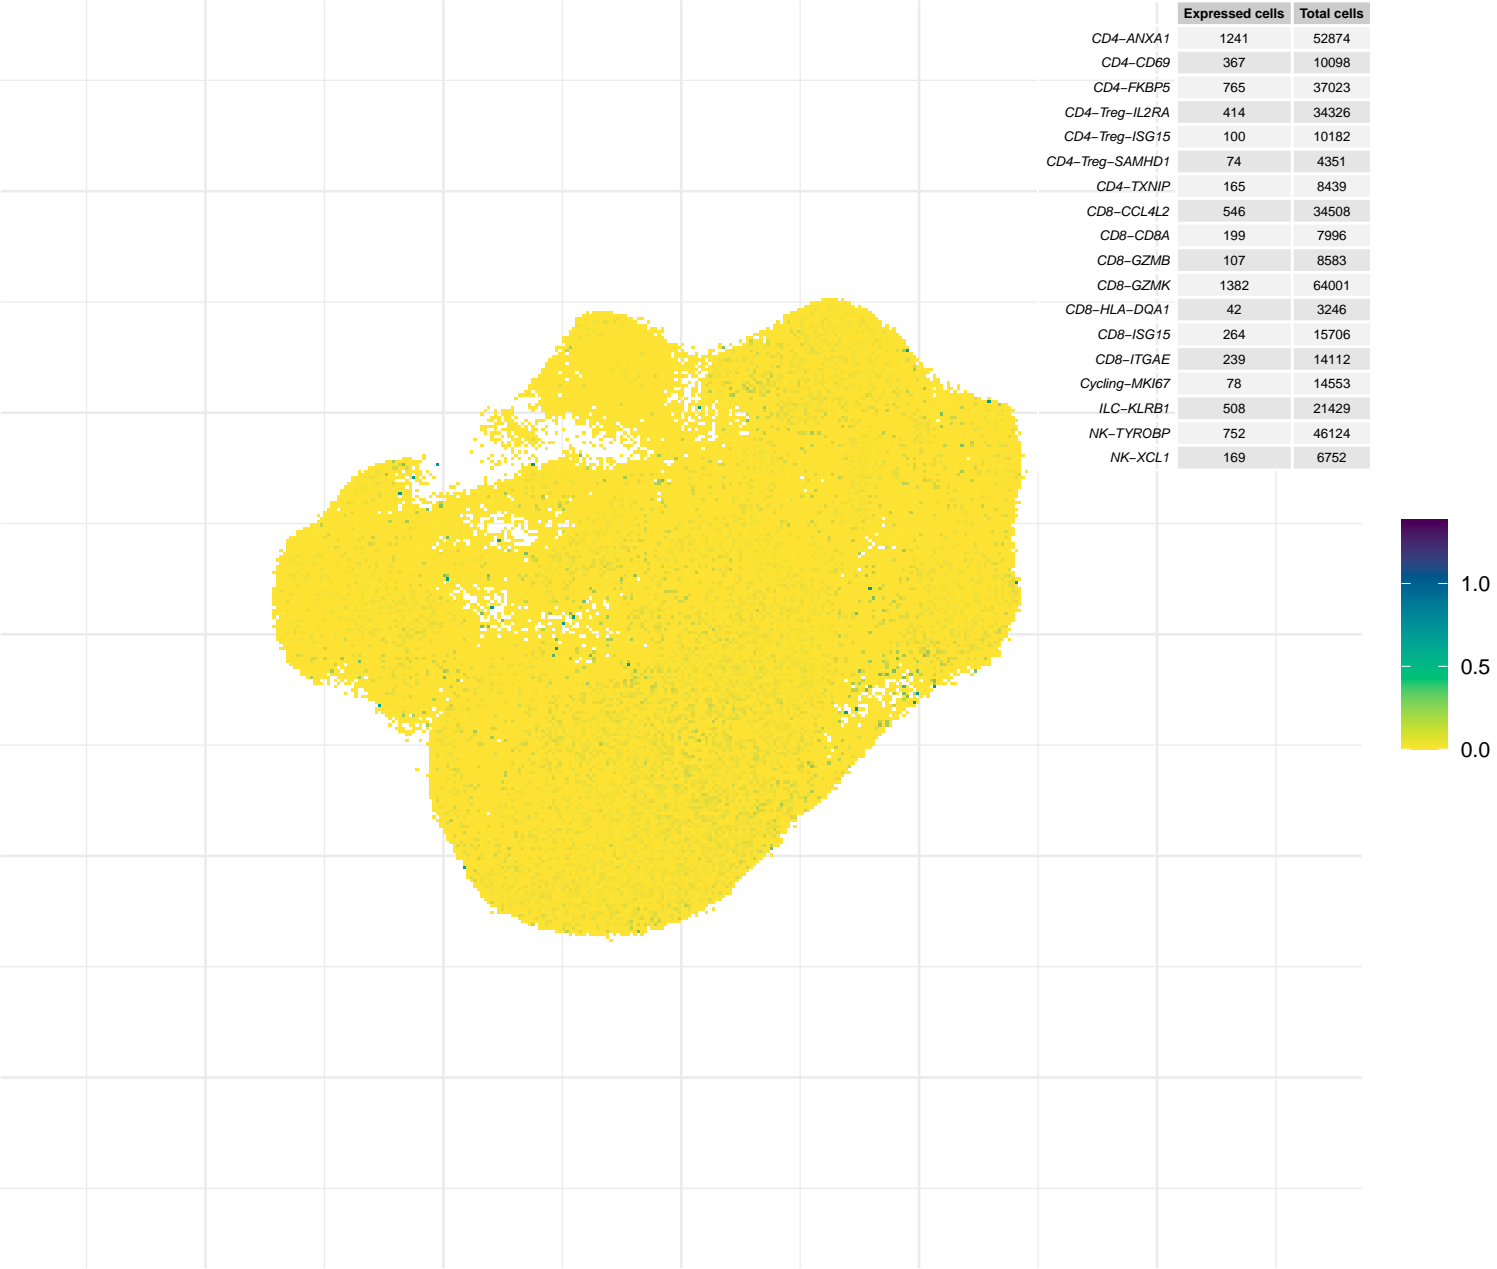 Expressed cells Total cells
CD4−ANXA1 1241 52874
CD4−CD69 367 10098
CD4−FKBP5 765 37023
CD4−Treg−IL2RA 414 34326
CD4−Treg−ISG15 100 10182
CD4−Treg−SAMHD1 74 4351
CD4−TXNIP 165 8439
CD8−CCL4L2 546 34508
CD8−CD8A 199 7996
CD8−GZMB 107 8583
CD8−GZMK 1382 64001
CD8−HLA−DQA1 42 3246
CD8−ISG15 264 15706
CD8−ITGAE 239 14112
Cycling−MKI67 78 14553
ILC−KLRB1 508 21429
NK−TYROBP 752 46124
NK−XCL1 169 6752
1.0
0.5
0.0